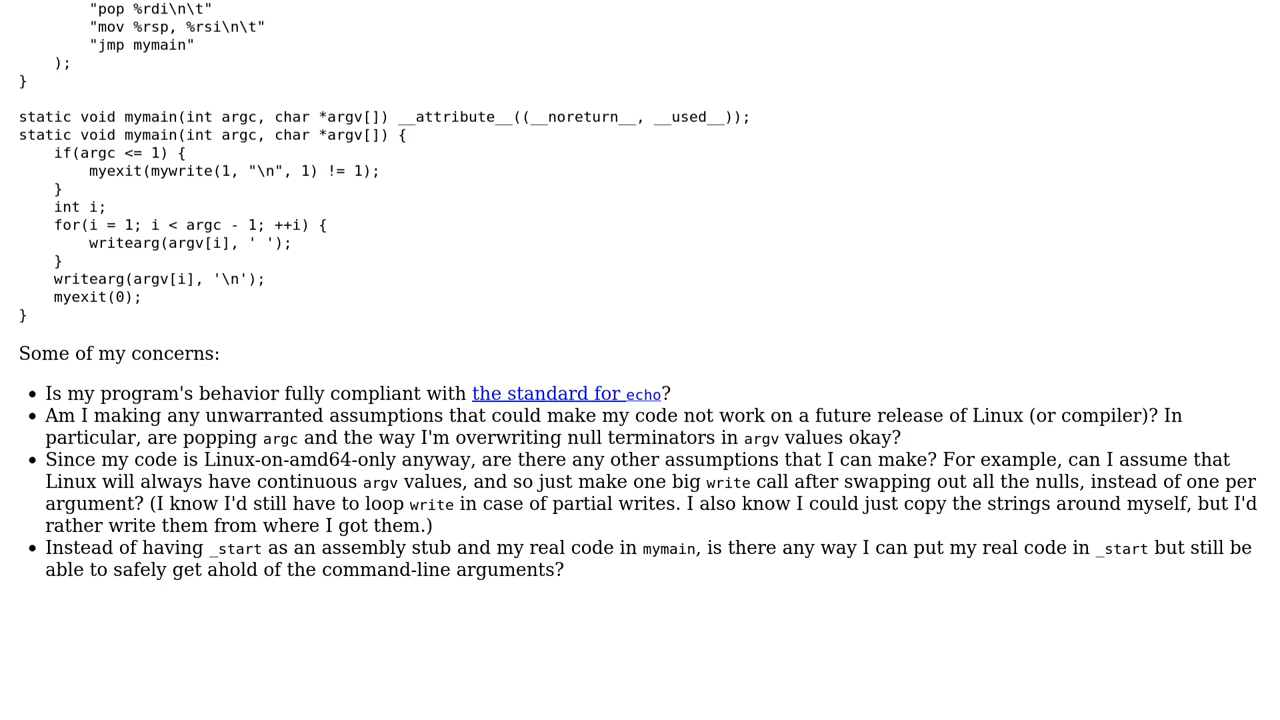 "pop %rdi\n\t"
"mov %rsp, %rsi\n\t"
"jmp mymain"
);
}
static void mymain(int argc, char *argv[]) __attribute__((__noreturn__, __used__));
static void mymain(int argc, char *argv[]) {
if(argc <= 1) {
myexit(mywrite(1, "\n", 1) != 1);
}
int i;
for(i = 1; i < argc - 1; ++i) {
writearg(argv[i], ' ');
}
writearg(argv[i], '\n');
myexit(0);
}
Some of my concerns:
• Is my program's behavior fully compliant with the standard for echo?
• Am I making any unwarranted assumptions that could make my code not work on a future release of Linux (or compiler)? In
particular, are popping argc and the way I'm overwriting null terminators in argv values okay?
• Since my code is Linux-on-amd64-only anyway, are there any other assumptions that I can make? For example, can I assume that
Linux will always have continuous argv values, and so just make one big write call after swapping out all the nulls, instead of one per
argument? (I know I'd still have to loop write in case of partial writes. I also know I could just copy the strings around myself, but I'd
rather write them from where I got them.)
• Instead of having _start as an assembly stub and my real code in mymain, is there any way I can put my real code in _start but still be
able to safely get ahold of the command-line arguments?